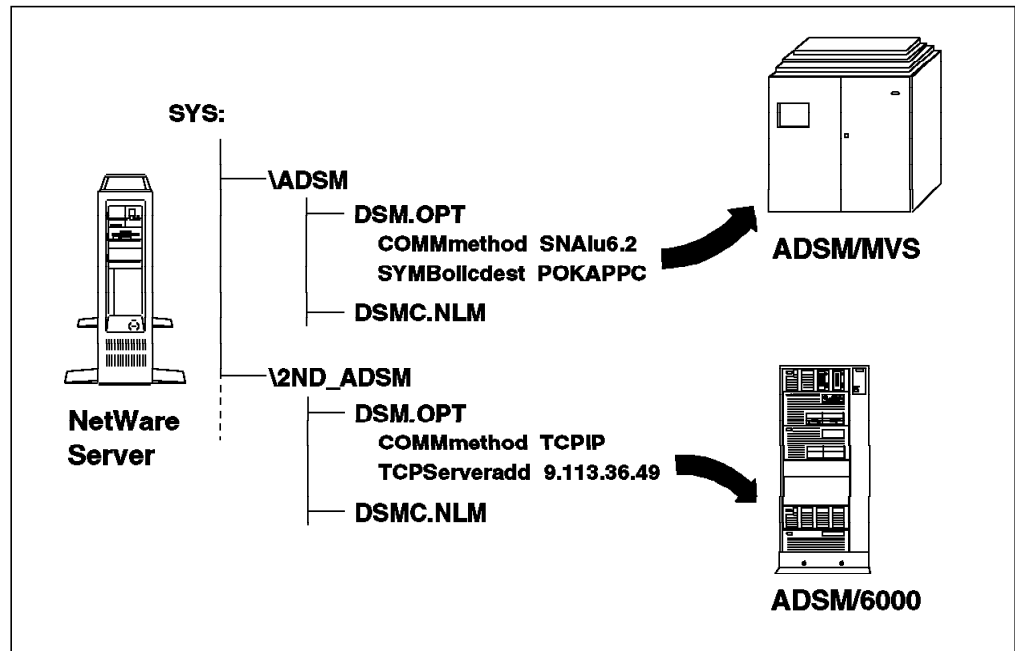 SYS:
\ADSM
DSM.OPT
COMMmethod SNAlu6.2
SYMBolicdest POKAPPC
DSMC.NLM
ADSM/MVS
\2ND_ADSM
DSM.OPT
COMMmethod TCPIP
TCPServeradd 9.113.36.49
DSMC.NLM
NetWare
Server
ADSM/6000